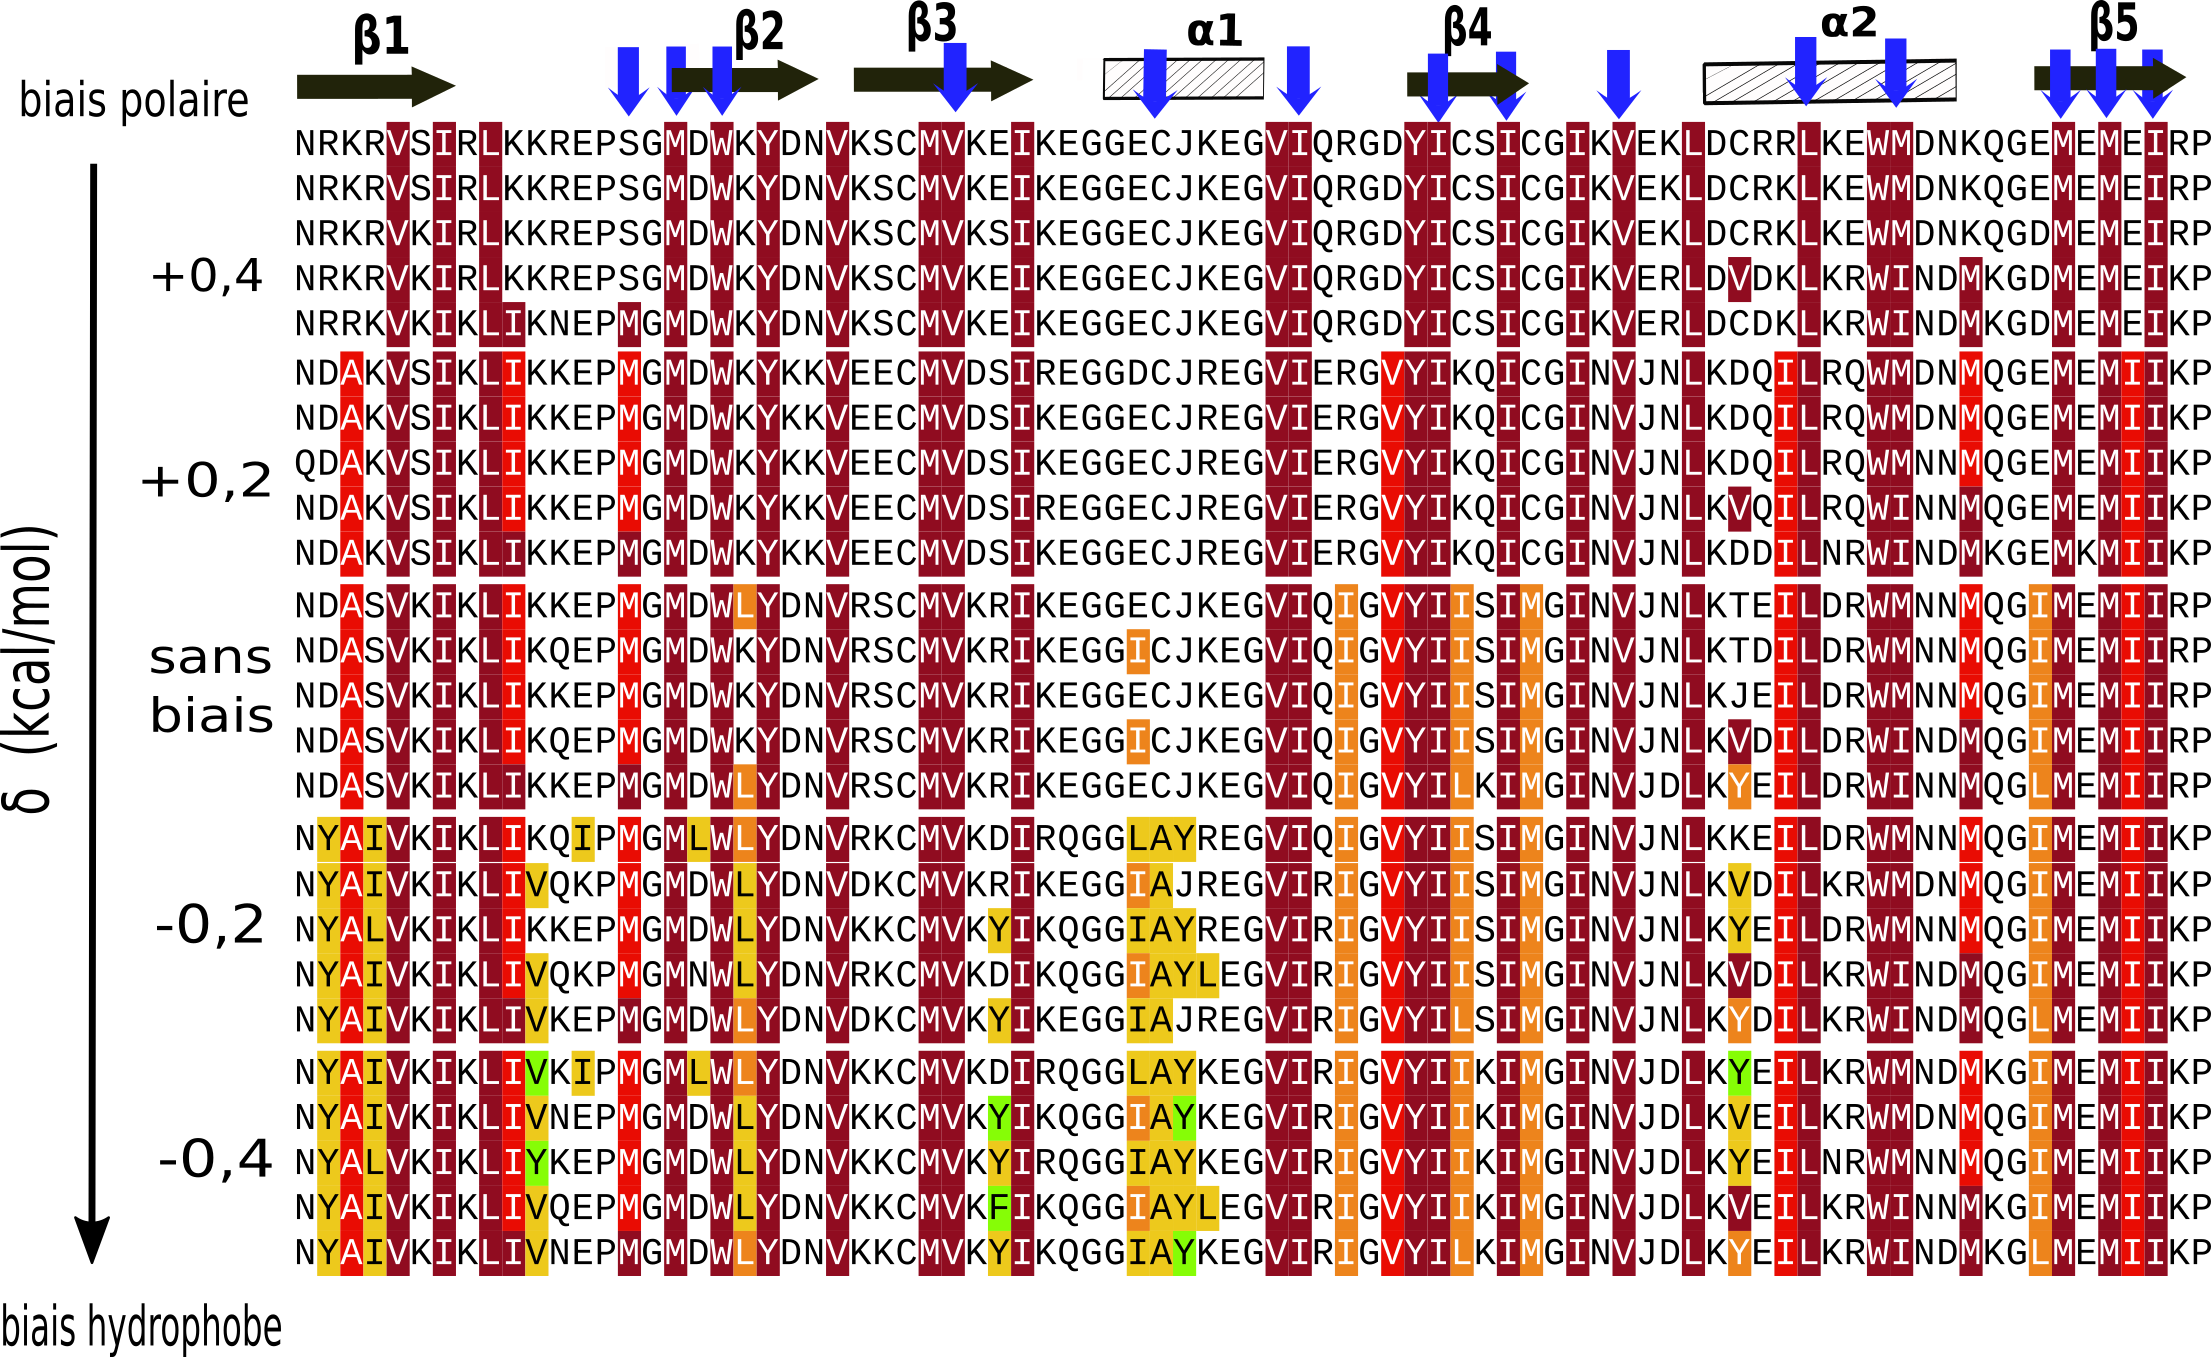 β1 β2 β3 α1 β4 α2 β5
biais polaire
NRKRVSIRLKKREPSGMDWKYDNVKSCMVKEIKEGGECJKEGVIQRGDYICSICGIKVEKLDCRRLKEWMDNKQGEMEMEIRP
NRKRVSIRLKKREPSGMDWKYDNVKSCMVKEIKEGGECJKEGVIQRGDYICSICGIKVEKLDCRKLKEWMDNKQGEMEMEIRP
NRKRVKIRLKKREPSGMDWKYDNVKSCMVKSIKEGGECJKEGVIQRGDYICSICGIKVEKLDCRKLKEWMDNKQGDMEMEIRP
+0,4
NRKRVKIRLKKREPSGMDWKYDNVKSCMVKEIKEGGECJKEGVIQRGDYICSICGIKVERLDVDKLKRWINDMKGDMEMEIKP
NRRKVKIKLIKNEPMGMDWKYDNVKSCMVKEIKEGGECJKEGVIQRGDYICSICGIKVERLDCDKLKRWINDMKGDMEMEIKP
NDAKVSIKLIKKEPMGMDWKYKKVEECMVDSIREGGDCJREGVIERGVYIKQICGINVJNLKDQILRQWMDNMQGEMEMIIKP
NDAKVSIKLIKKEPMGMDWKYKKVEECMVDSIKEGGECJREGVIERGVYIKQICGINVJNLKDQILRQWMDNMQGEMEMIIKP
QDAKVSIKLIKKEPMGMDWKYKKVEECMVDSIKEGGECJREGVIERGVYIKQICGINVJNLKDQILRQWMNNMQGEMEMIIKP
+0,2
NDAKVSIKLIKKEPMGMDWKYKKVEECMVDSIREGGECJREGVIERGVYIKQICGINVJNLKVQILRQWINNMQGEMEMIIKP
NDAKVSIKLIKKEPMGMDWKYKKVEECMVDSIKEGGECJREGVIERGVYIKQICGINVJNLKDDILNRWINDMKGEMKMIIKP
δ (kcal/mol)
NDASVKIKLIKKEPMGMDWLYDNVRSCMVKRIKEGGECJKEGVIQIGVYIISIMGINVJNLKTEILDRWMNNMQGIMEMIIRP
NDASVKIKLIKQEPMGMDWKYDNVRSCMVKRIKEGGICJKEGVIQIGVYIISIMGINVJNLKTDILDRWMNNMQGIMEMIIRP
sans
NDASVKIKLIKKEPMGMDWKYDNVRSCMVKRIKEGGECJKEGVIQIGVYIISIMGINVJNLKJEILDRWMNNMQGIMEMIIRP
biais
NDASVKIKLIKQEPMGMDWKYDNVRSCMVKRIKEGGICJKEGVIQIGVYIISIMGINVJNLKVDILDRWINDMQGIMEMIIRP
NDASVKIKLIKKEPMGMDWLYDNVRSCMVKRIKEGGECJKEGVIQIGVYILKIMGINVJDLKYEILDRWINNMQGLMEMIIRP
NYAIVKIKLIKQIPMGMLWLYDNVRKCMVKDIRQGGLAYREGVIQIGVYIISIMGINVJNLKKEILDRWMNNMQGIMEMIIKP
NYAIVKIKLIVQKPMGMDWLYDNVDKCMVKRIKEGGIAJREGVIRIGVYIISIMGINVJNLKVDILKRWMDNMQGIMEMIIKP
-0,2
NYALVKIKLIKKEPMGMDWLYDNVKKCMVKYIKQGGIAYREGVIRIGVYIISIMGINVJNLKYEILDRWMNNMQGIMEMIIKP
NYAIVKIKLIVQKPMGMNWLYDNVRKCMVKDIKQGGIAYLEGVIRIGVYIISIMGINVJNLKVDILKRWINDMQGIMEMIIKP
NYAIVKIKLIVKEPMGMDWLYDNVDKCMVKYIKEGGIAJREGVIRIGVYILSIMGINVJNLKYDILKRWINDMQGLMEMIIKP
NYAIVKIKLIVKIPMGMLWLYDNVKKCMVKDIRQGGLAYKEGVIRIGVYIIKIMGINVJDLKYEILKRWMNDMKGIMEMIIKP
NYAIVKIKLIVNEPMGMDWLYDNVKKCMVKYIKQGGIAYKEGVIRIGVYIIKIMGINVJDLKVEILKRWMDNMQGIMEMIIKP
-0,4
NYALVKIKLIYKEPMGMDWLYDNVKKCMVKYIRQGGIAYKEGVIRIGVYIIKIMGINVJDLKYEILNRWMNNMQGIMEMIIKP
NYAIVKIKLIVQEPMGMDWLYDNVKKCMVKFIKQGGIAYLEGVIRIGVYIIKIMGINVJDLKVEILKRWINNMKGIMEMIIKP
NYAIVKIKLIVNEPMGMDWLYDNVKKCMVKYIKQGGIAYKEGVIRIGVYILKIMGINVJDLKYEILKRWINDMKGLMEMIIKP
biais hydrophobe